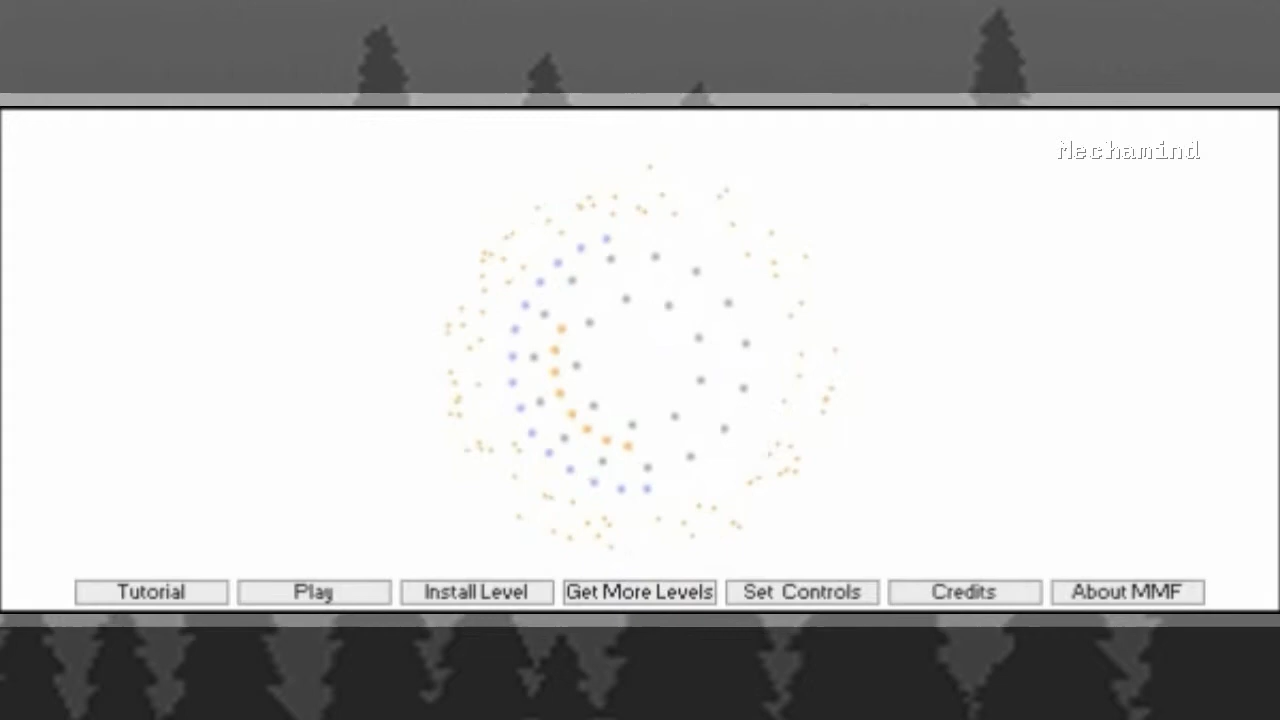 Mechamind
Tutorial
Play
Install Level
Get More Levels
Set Controls
Credits
About MMF